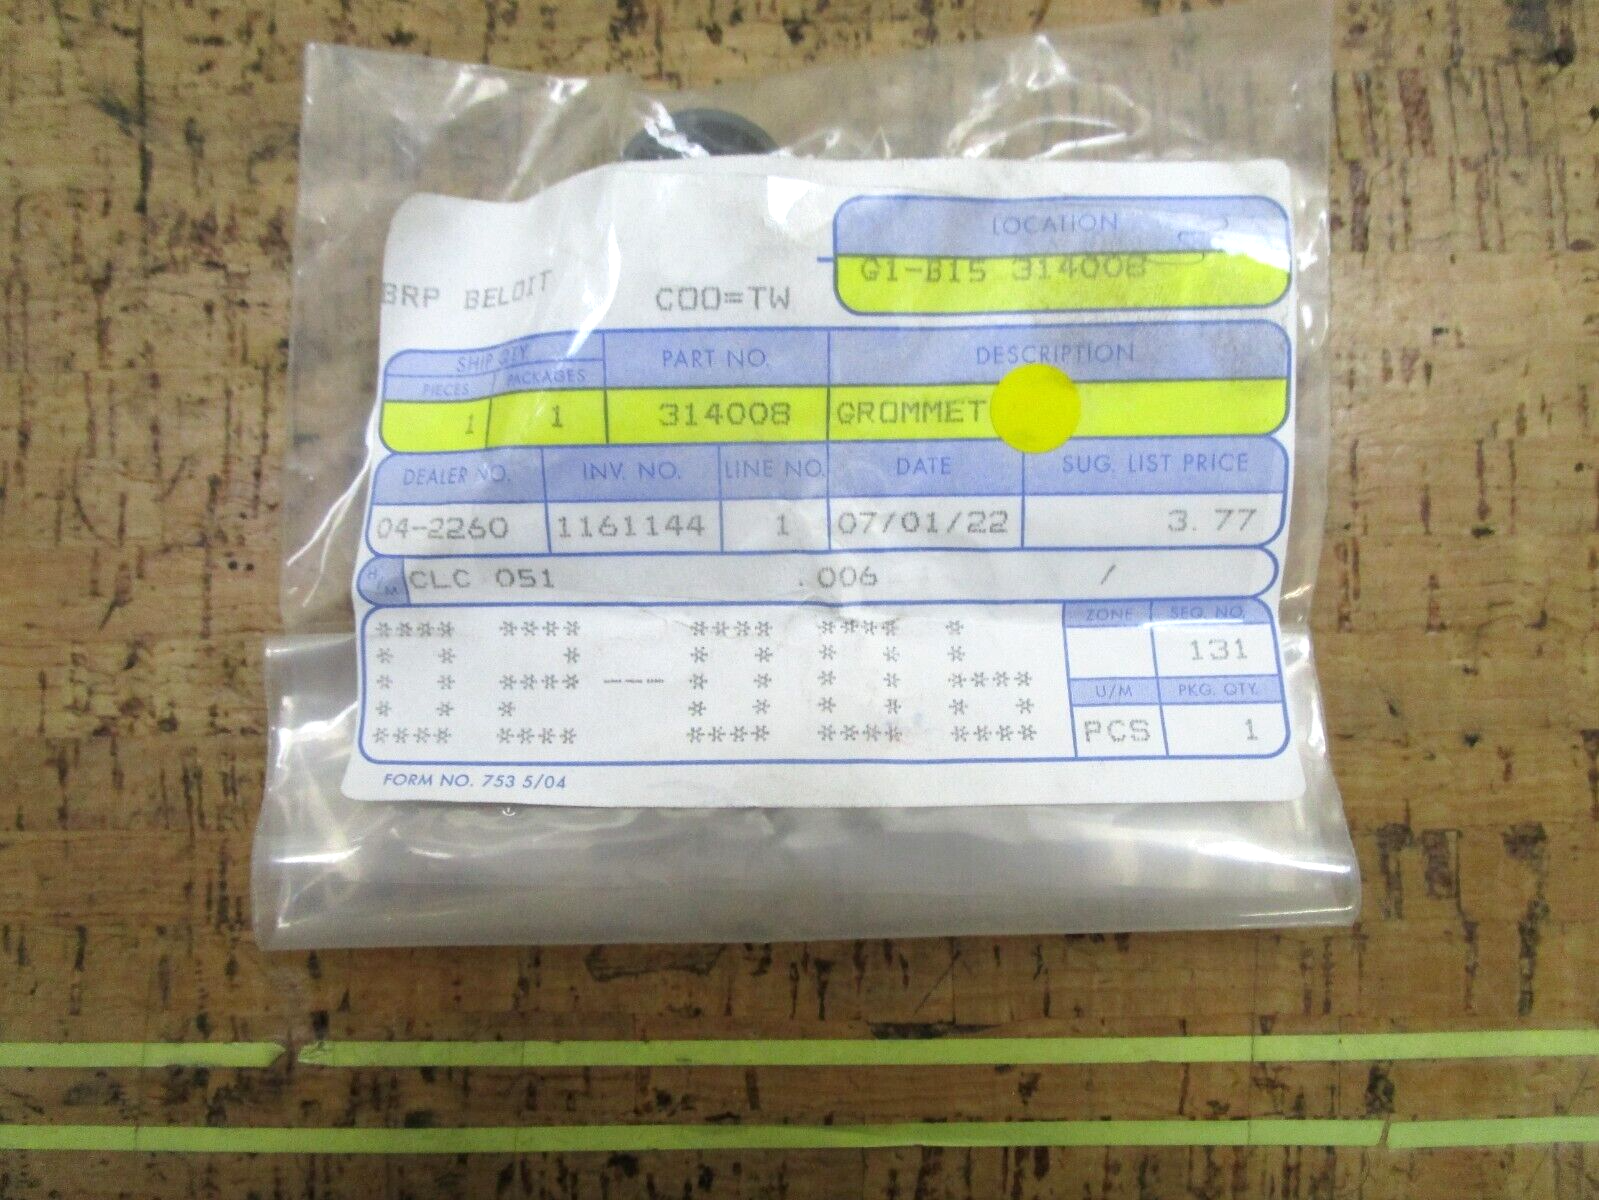 LOCATION
G1-B15 314008
BRP BELOIT COO=TW
SHIP QTY. PART NO. DESCRIPTION
PIECES PACKAGES
1 1 314008 GROMMET
DEALER NO. INV. NO. LINE NO. DATE SUG. LIST PRICE
04-2260 1161144 1 07/01/22 3.77
H/M CLC 051 .006 /
**** **** **** **** *
* * * * * * * *
* * **** * * * * ****
* * * * * * * * *
**** **** **** **** ****
ZONE SEQ. NO.
131
U/M PKG. QTY.
PCS 1
FORM NO. 753 5/04